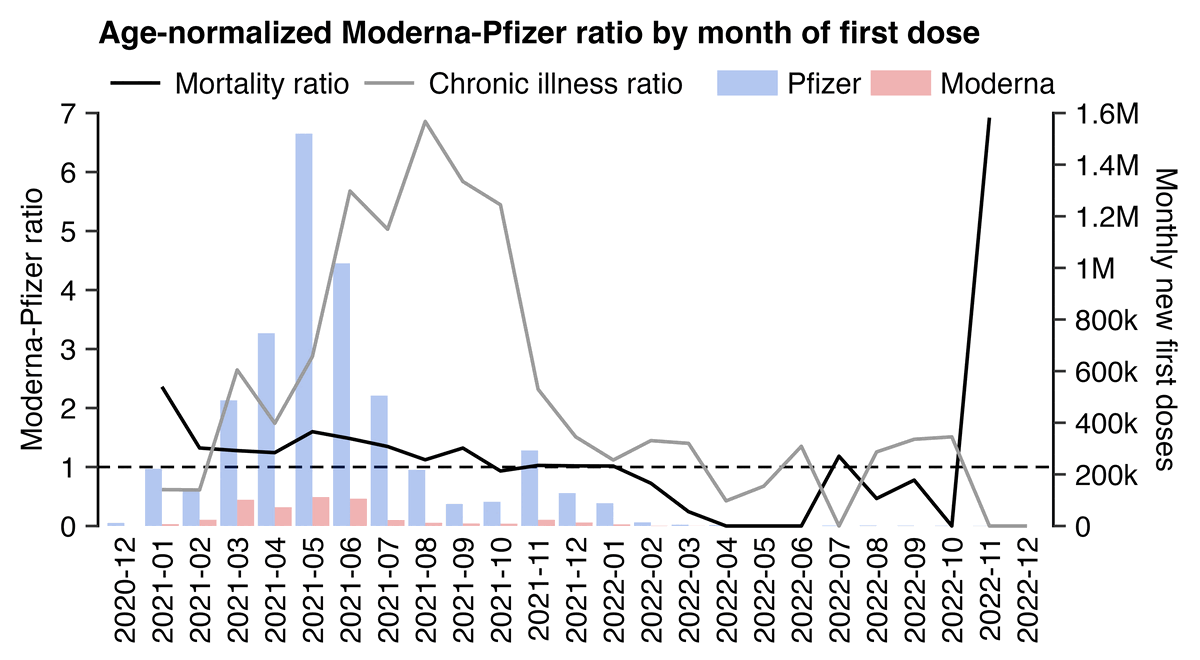 Age-normalized Moderna-Pfizer ratio by month of first dose
Mortality ratio Chronic illness ratio Pfizer Moderna
Moderna-Pfizer ratio
7
6
5
4
3
2
1
0
1.6M
1.4M
1.2M
1M
800k
600k
400k
200k
0
Monthly new first doses
2020-12
2021-01
2021-02
2021-03
2021-04
2021-05
2021-06
2021-07
2021-08
2021-09
2021-10
2021-11
2021-12
2022-01
2022-02
2022-03
2022-04
2022-05
2022-06
2022-07
2022-08
2022-09
2022-10
2022-11
2022-12